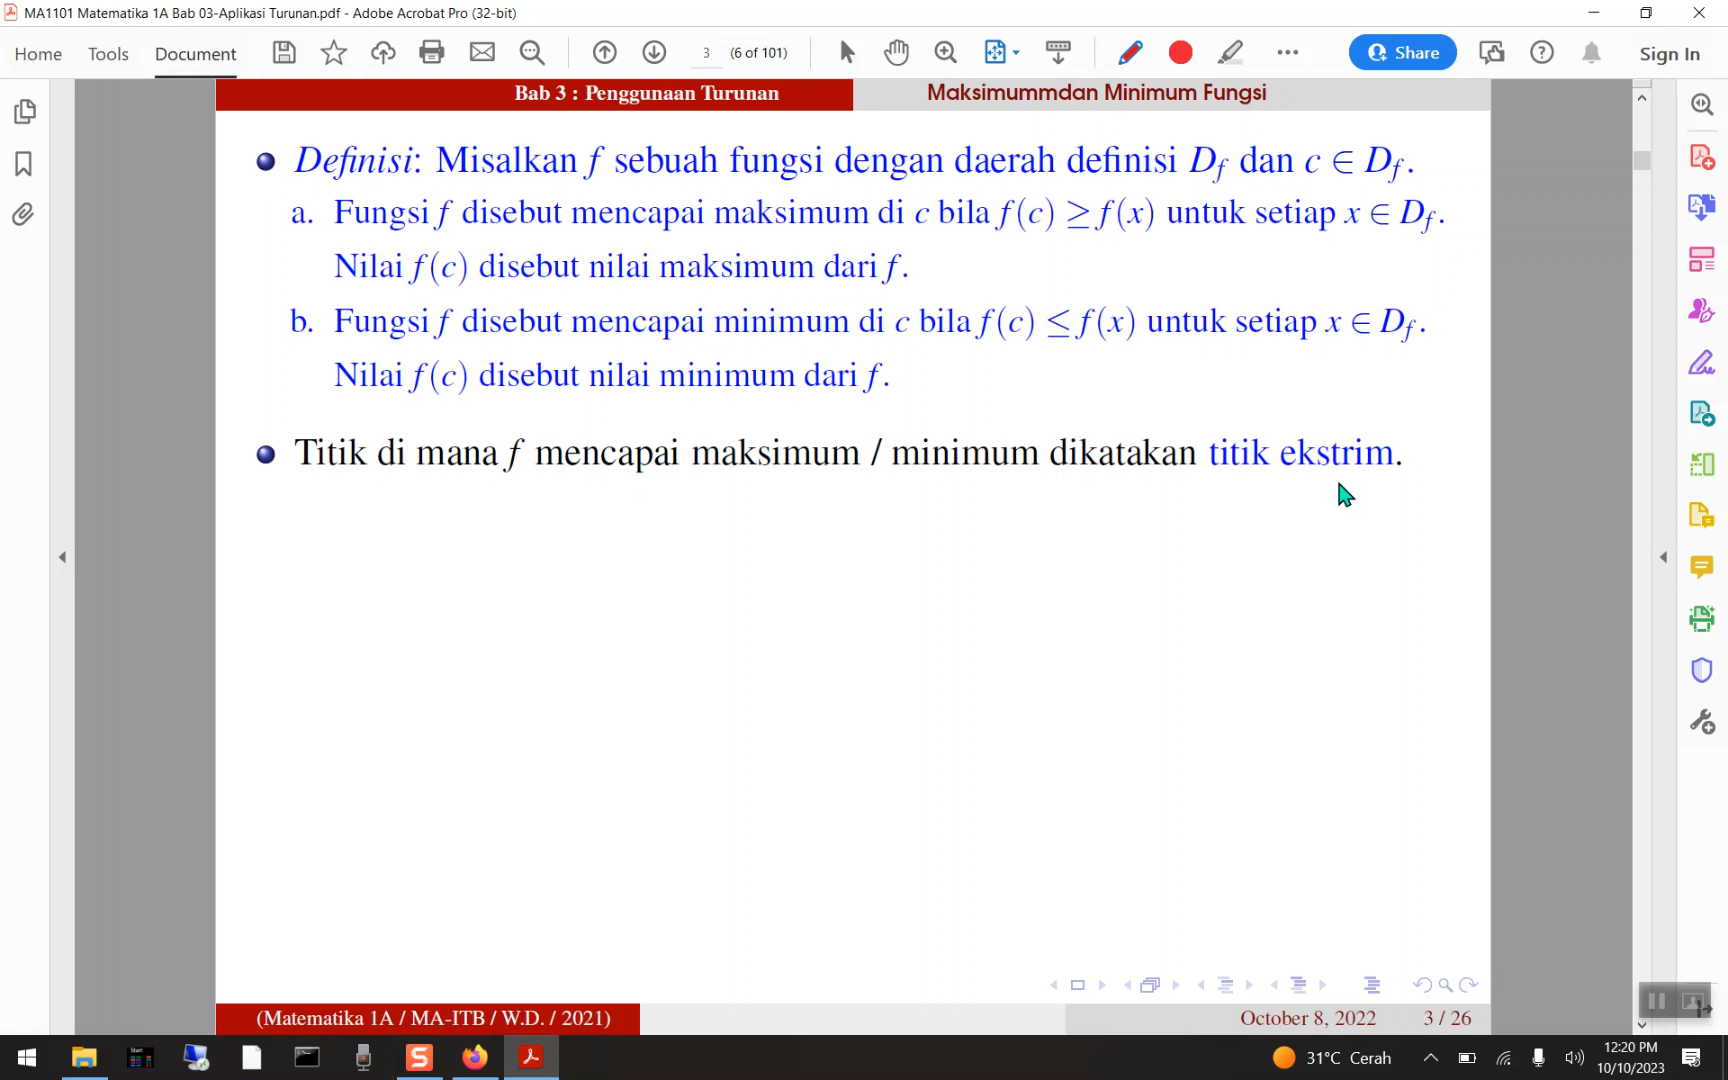 MA1101 Matematika 1A Bab 03-Aplikasi Turunan.pdf - Adobe Acrobat Pro (32-bit)
Home Tools Document 3 (6 of 101) Share Sign In
Bab 3 : Penggunaan Turunan Maksimummdan Minimum Fungsi
Definisi: Misalkan f sebuah fungsi dengan daerah definisi D_f dan c ∈ D_f.
a. Fungsi f disebut mencapai maksimum di c bila f(c) ≥ f(x) untuk setiap x ∈ D_f.
Nilai f(c) disebut nilai maksimum dari f.
b. Fungsi f disebut mencapai minimum di c bila f(c) ≤ f(x) untuk setiap x ∈ D_f.
Nilai f(c) disebut nilai minimum dari f.
Titik di mana f mencapai maksimum / minimum dikatakan titik ekstrim.
(Matematika 1A / MA-ITB / W.D. / 2021) October 8, 2022 3 / 26
Start
S
31°C Cerah
12:20 PM
10/10/2023